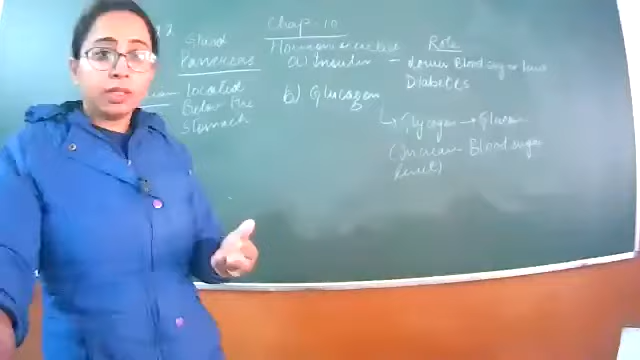 Chap-10
Gland
Pancreas
located
Below the
Stomach
Hormones secreted
a) Insulin
b) Glucagon
Role
- Lower Blood sugar level
Diabetes
Glycogen → Glucose
(Increase Blood sugar
level)